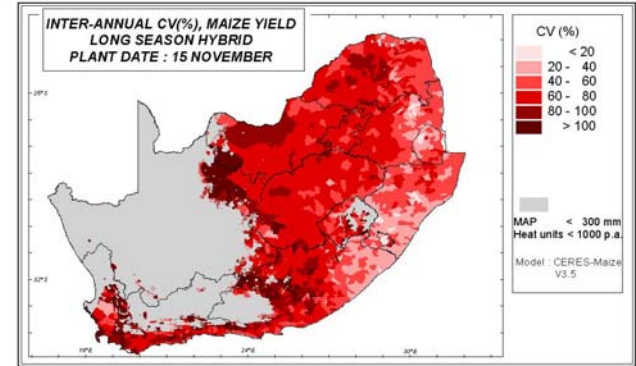 INTER-ANNUAL CV(%), MAIZE YIELD
LONG SEASON HYBRID
PLANT DATE : 15 NOVEMBER
CV (%)
< 20
20 - 40
40 - 60
60 - 80
80 - 100
> 100
MAP < 300 mm
Heat units < 1000 p.a.
Model : CERES-Maize
V3.5